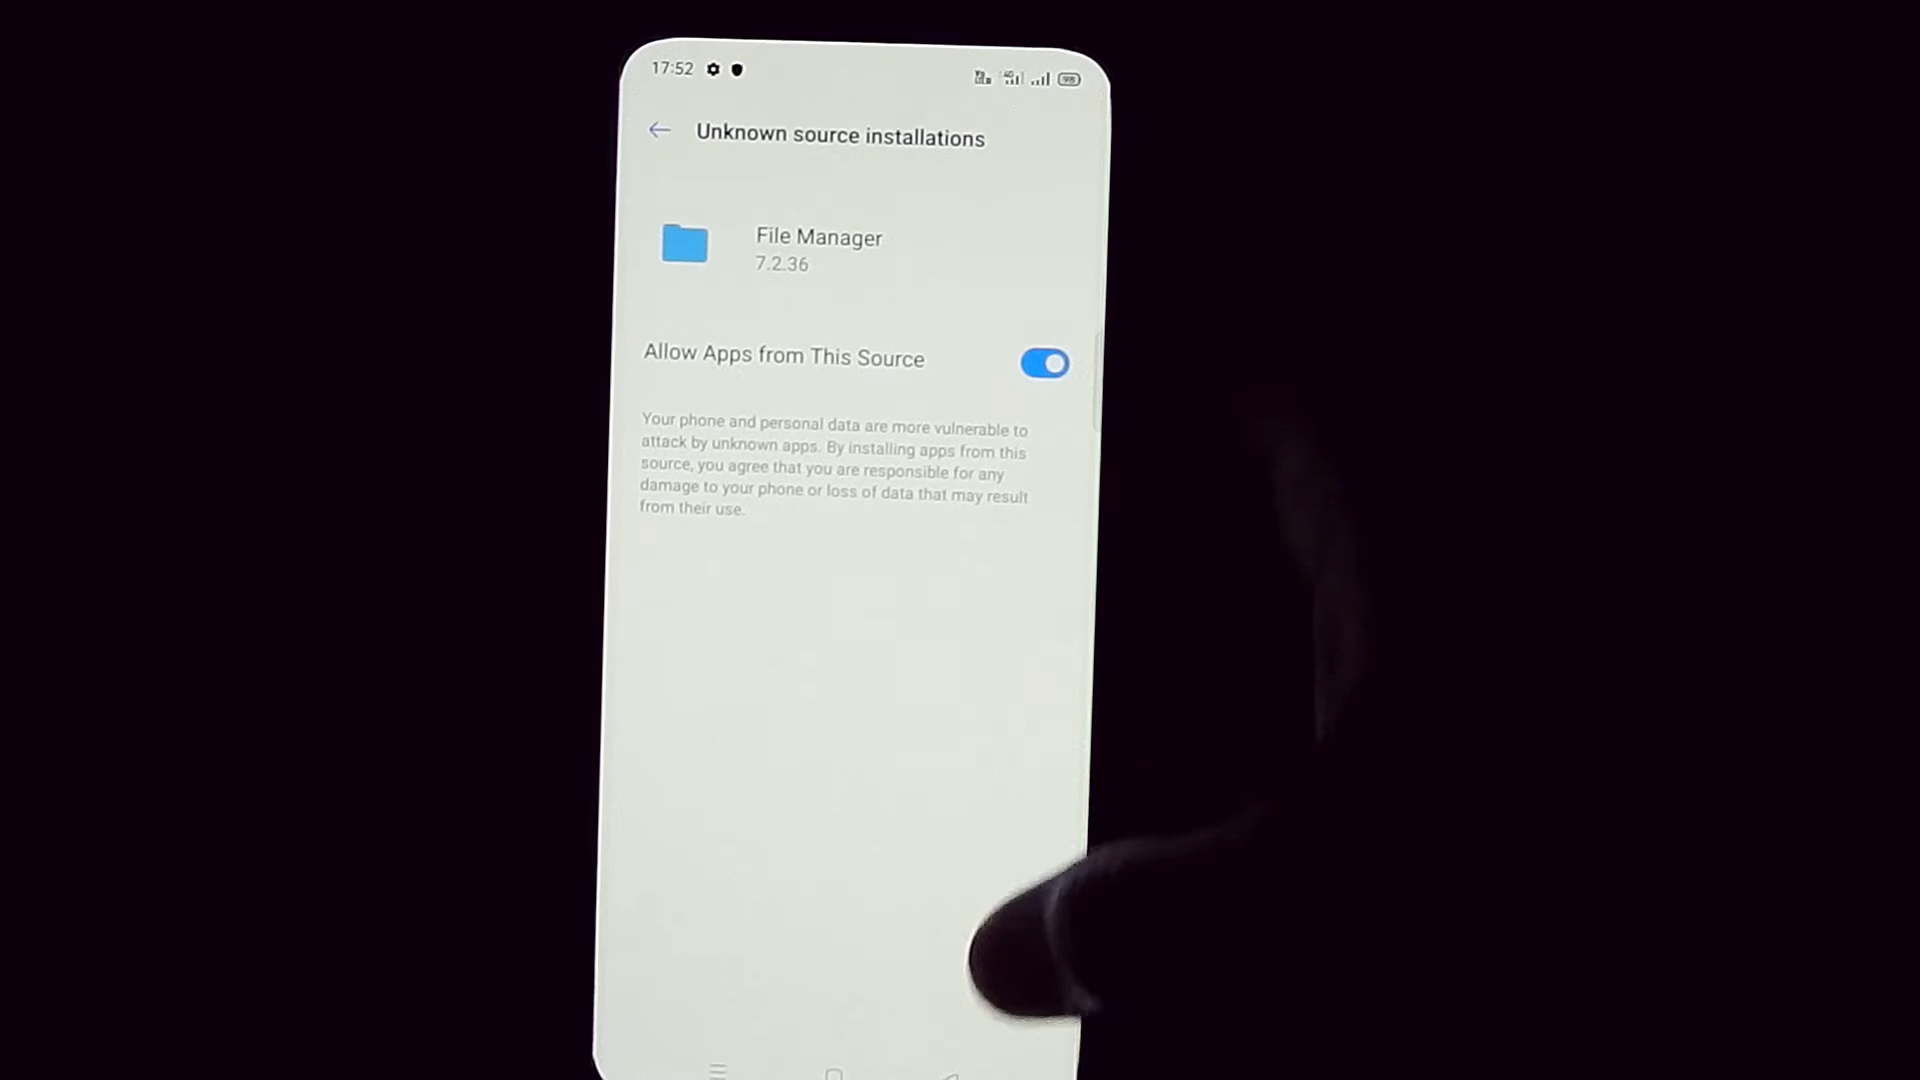 17:52
98
Unknown source installations
File Manager
7.2.36
Allow Apps from This Source
Your phone and personal data are more vulnerable to
attack by unknown apps. By installing apps from this
source, you agree that you are responsible for any
damage to your phone or loss of data that may result
from their use.